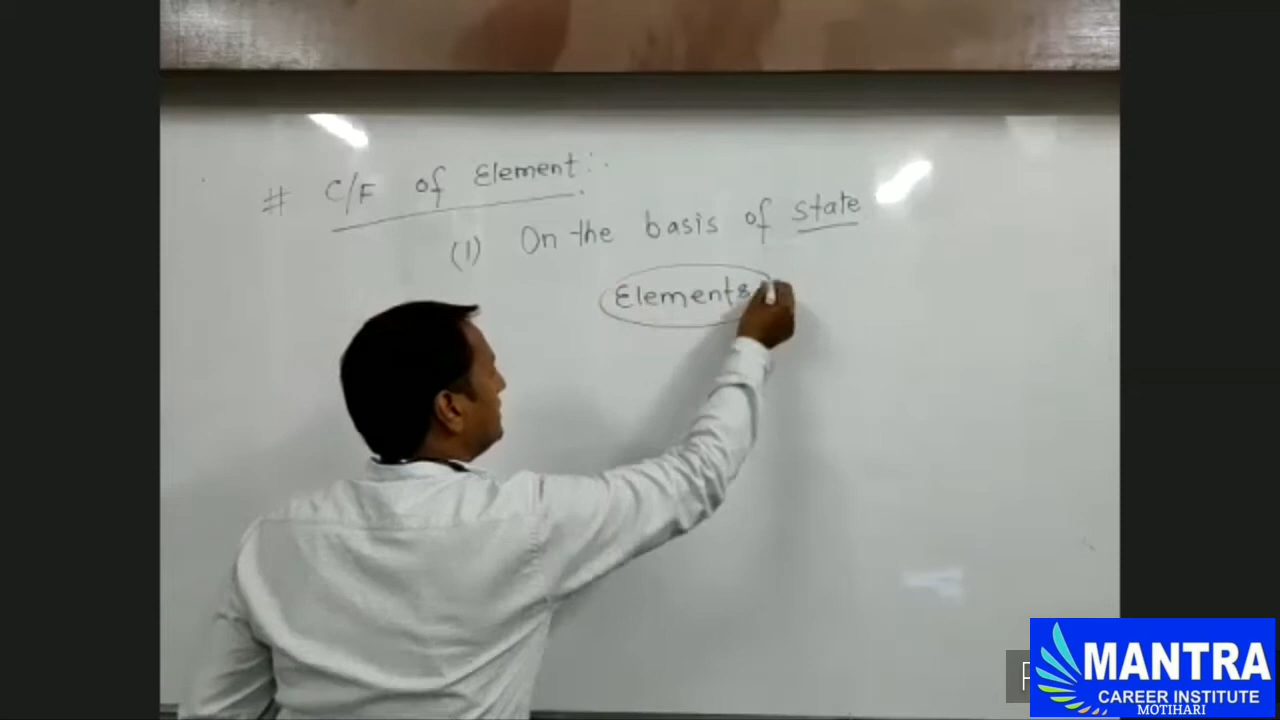 # C/F of Element :-
(1) On the basis of state
Elements
MANTRA
CAREER INSTITUTE
MOTIHARI